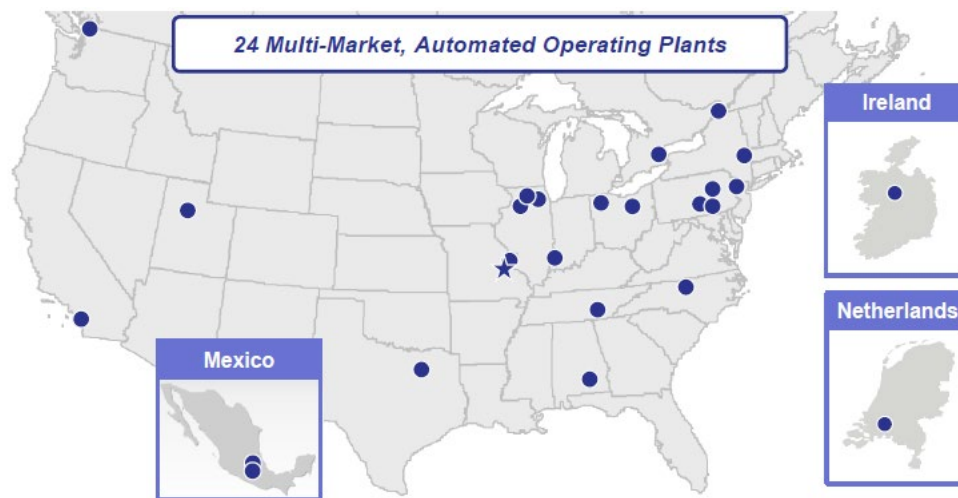 24 Multi-Market, Automated Operating Plants
Ireland
Netherlands
Mexico